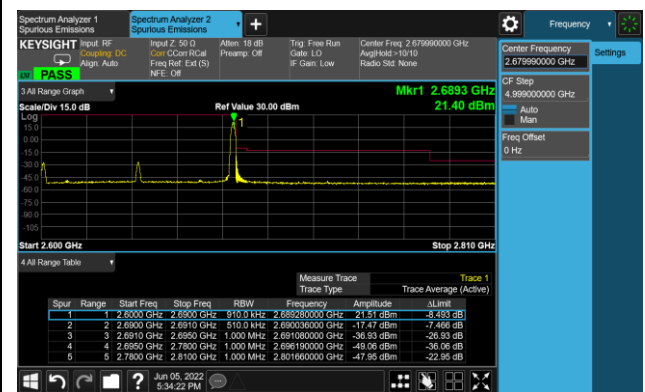 Spectrum Analyzer 1
Spurious Emissions
Spectrum Analyzer 2
Spurious Emissions
Frequency
KEYSIGHT
Input: RF
Coupling: DC
Align: Auto
Input Z: 50 Ω
Corr CCorr RCal
Freq Ref: Ext (S)
NFE: Off
Atten: 18 dB
Preamp: Off
Trig: Free Run
Gate: LO
IF Gain: Low
Center Freq: 2.679990000 GHz
Avg|Hold:>10/10
Radio Std: None
PASS
3 All Range Graph
Mkr1 2.6893 GHz
21.40 dBm
Scale/Div 15.0 dB
Ref Value 30.00 dBm
Log
15.0
0.00
-15.0
-30.0
-45.0
-60.0
-75.0
-90.0
-105
1
Start 2.600 GHz
Stop 2.810 GHz
4 All Range Table
Measure Trace Trace 1
Trace Type Trace Average (Active)
Spur Range Start Freq Stop Freq RBW Frequency Amplitude ΔLimit
1 1 2.6000 GHz 2.6900 GHz 910.0 kHz 2.689280000 GHz 21.51 dBm -8.493 dB
2 2 2.6900 GHz 2.6910 GHz 510.0 kHz 2.690036000 GHz -17.47 dBm -7.466 dB
3 3 2.6910 GHz 2.6950 GHz 1.000 MHz 2.691080000 GHz -36.93 dBm -26.93 dB
4 4 2.6950 GHz 2.7800 GHz 1.000 MHz 2.696190000 GHz -49.06 dBm -36.06 dB
5 5 2.7800 GHz 2.8100 GHz 1.000 MHz 2.801660000 GHz -47.95 dBm -22.95 dB
Jun 05, 2022
5:34:22 PM
Center Frequency
2.679990000 GHz
Settings
CF Step
4.999000000 GHz
Auto
Man
Freq Offset
0 Hz